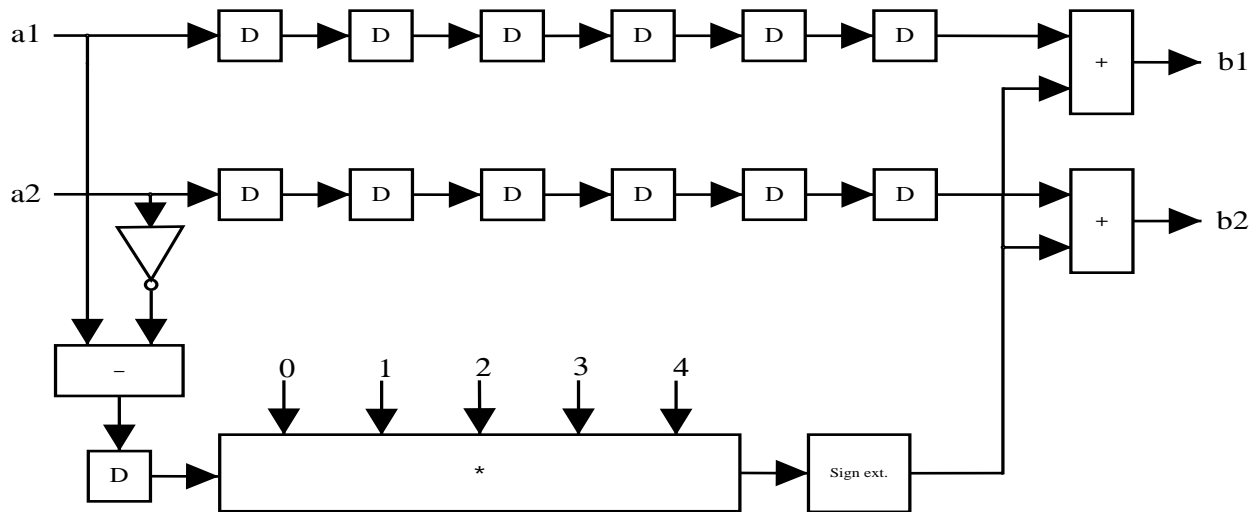 a1 D D D D D D + b1
a2 D D D D D D + b2
–
0 1 2 3 4
D * Sign ext.